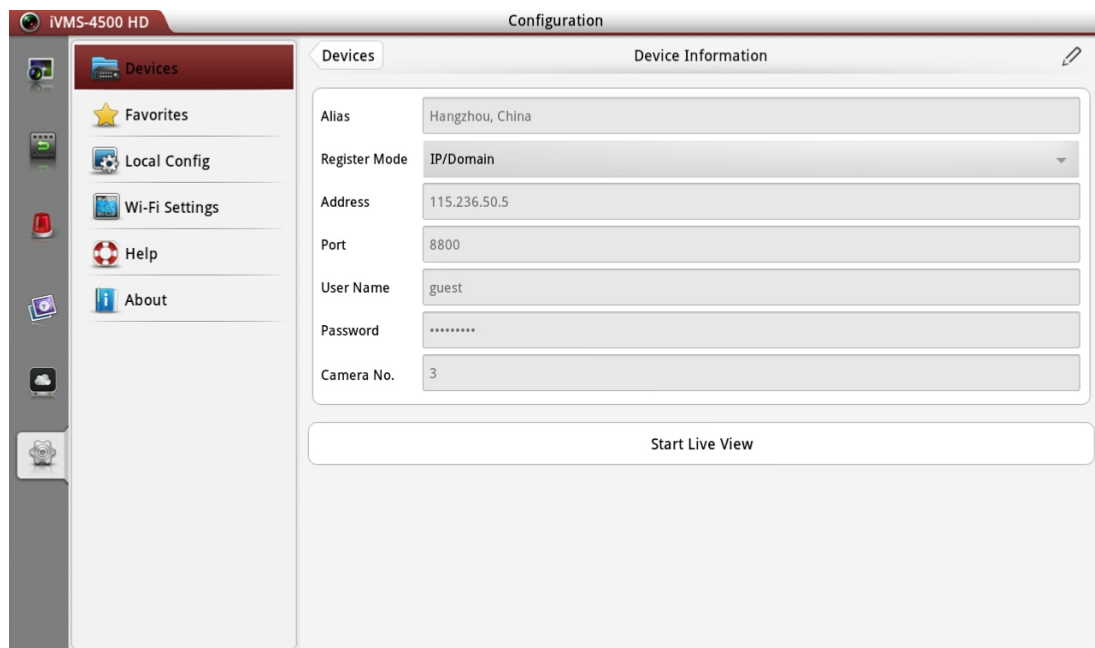 iVMS-4500 HD
Configuration
Devices
Favorites
Local Config
Wi-Fi Settings
Help
About
Devices
Device Information
Alias Hangzhou, China
Register Mode IP/Domain
Address 115.236.50.5
Port 8800
User Name guest
Password •••••••••
Camera No. 3
Start Live View